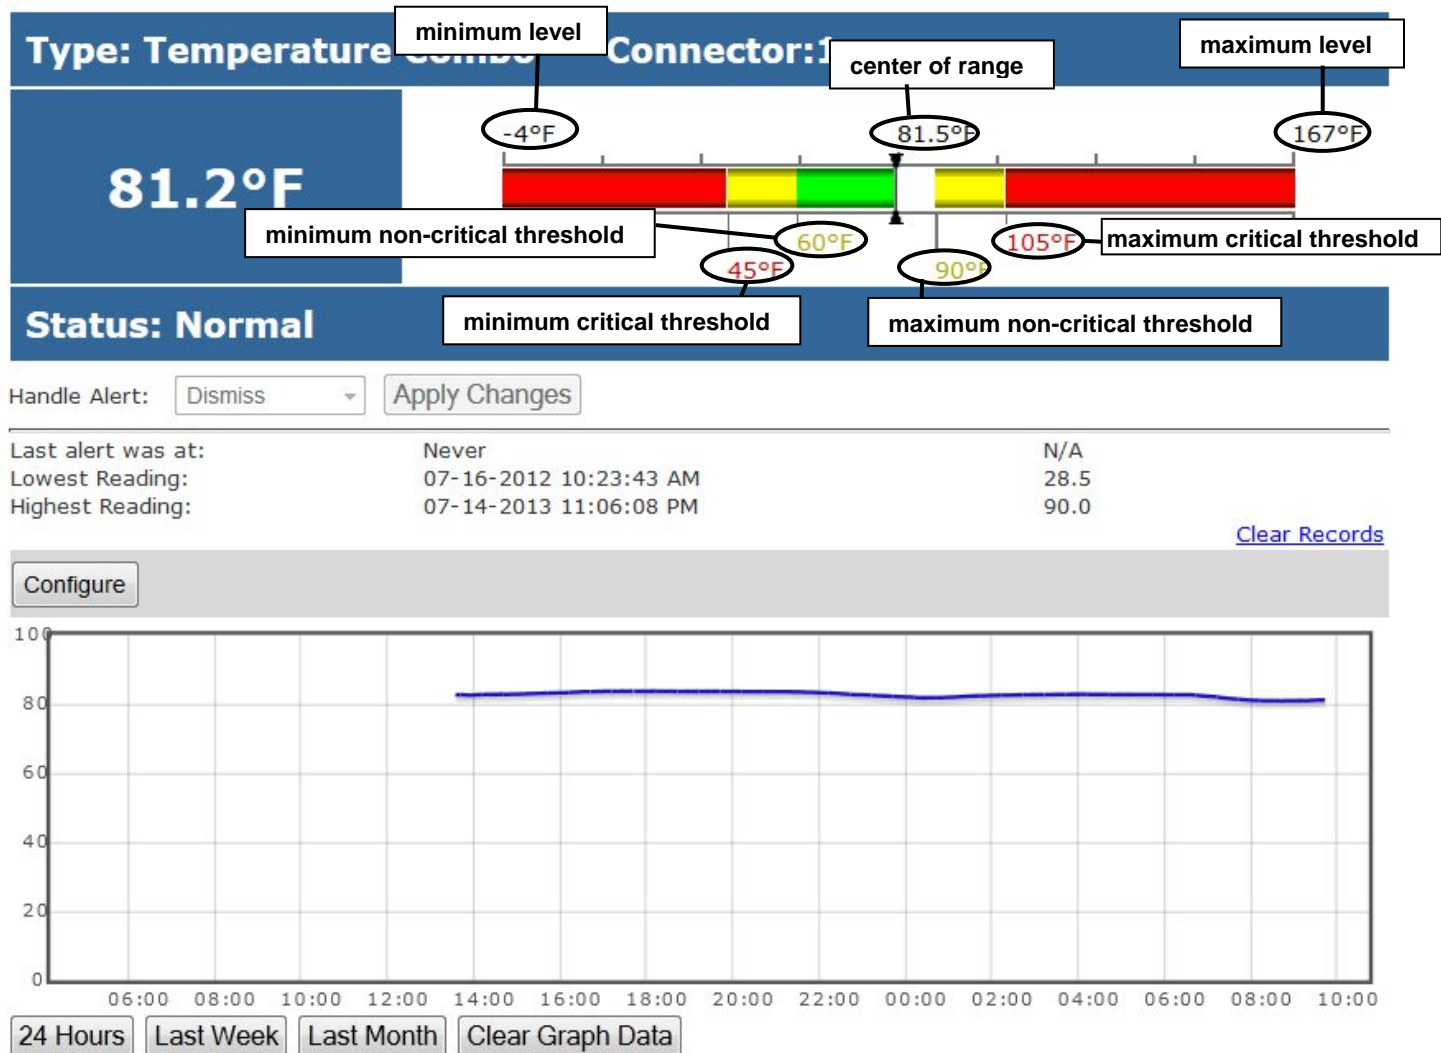 minimum level
maximum level
Type: Temperature Combo Connector:1
center of range
-4°F 81.5°F 167°F
81.2°F
minimum non-critical threshold 60°F 105°F maximum critical threshold
45°F 90°F
Status: Normal minimum critical threshold maximum non-critical threshold
Handle Alert: Dismiss Apply Changes
Last alert was at: Never N/A
Lowest Reading: 07-16-2012 10:23:43 AM 28.5
Highest Reading: 07-14-2013 11:06:08 PM 90.0
Clear Records
Configure
100
80
60
40
20
0
06:00 08:00 10:00 12:00 14:00 16:00 18:00 20:00 22:00 00:00 02:00 04:00 06:00 08:00 10:00
24 Hours Last Week Last Month Clear Graph Data